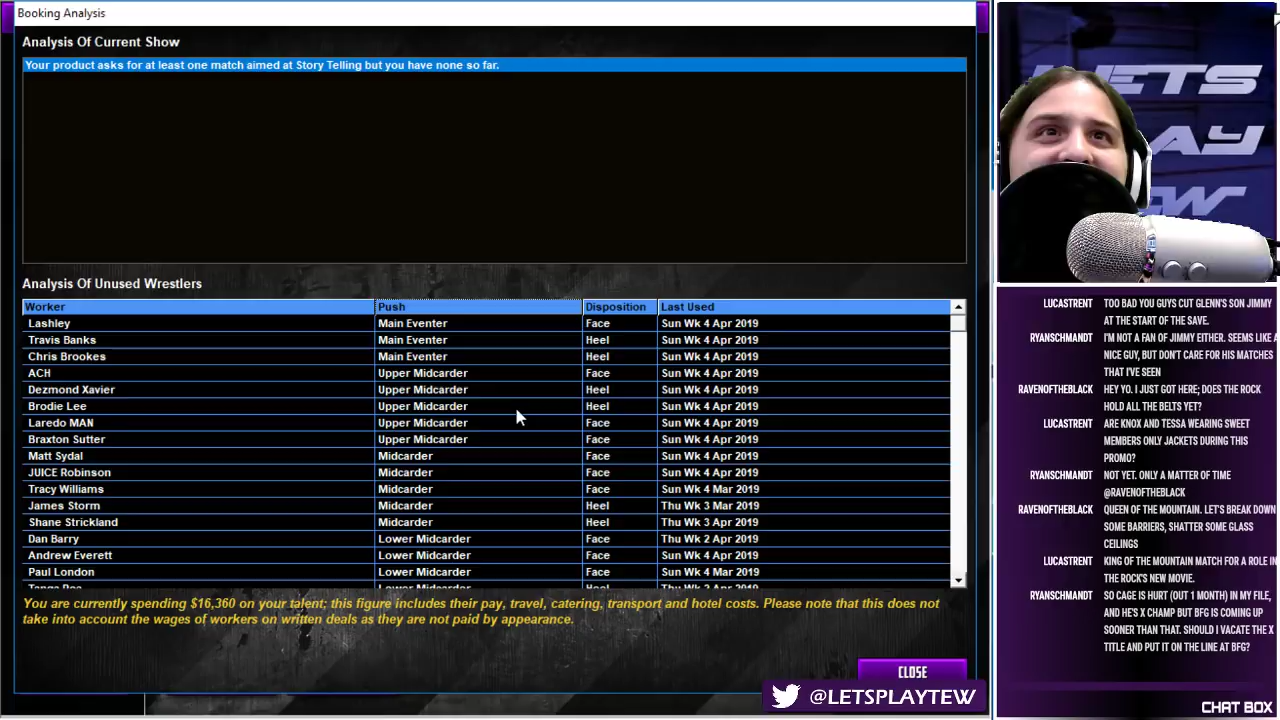 Booking Analysis
Analysis Of Current Show
Your product asks for at least one match aimed at Story Telling but you have none so far.
Analysis Of Unused Wrestlers
Worker Push Disposition Last Used
Lashley Main Eventer Face Sun Wk 4 Apr 2019
Travis Banks Main Eventer Heel Sun Wk 4 Apr 2019
Chris Brookes Main Eventer Heel Sun Wk 4 Apr 2019
ACH Upper Midcarder Face Sun Wk 4 Apr 2019
Dezmond Xavier Upper Midcarder Heel Sun Wk 4 Apr 2019
Brodie Lee Upper Midcarder Heel Sun Wk 4 Apr 2019
Laredo MAN Upper Midcarder Face Sun Wk 4 Apr 2019
Braxton Sutter Upper Midcarder Face Sun Wk 4 Apr 2019
Matt Sydal Midcarder Face Sun Wk 4 Apr 2019
JUICE Robinson Midcarder Face Sun Wk 4 Apr 2019
Tracy Williams Midcarder Face Sun Wk 4 Mar 2019
James Storm Midcarder Heel Thu Wk 3 Mar 2019
Shane Strickland Midcarder Heel Thu Wk 3 Apr 2019
Dan Barry Lower Midcarder Face Thu Wk 2 Apr 2019
Andrew Everett Lower Midcarder Face Sun Wk 4 Apr 2019
Paul London Lower Midcarder Face Sun Wk 4 Mar 2019
Lower Midcarder Heel Thu Wk 2 Apr 2019
You are currently spending $16,360 on your talent; this figure includes their pay, travel, catering, transport and hotel costs. Please note that this does
not take into account the wages of workers on written deals as they are not paid by appearance.
CLOSE
@LETSPLAYTEW
LETS
PLAY
LUCASTRENT TOO BAD YOU GUYS CUT GLENN'S SON JIMMY
AT THE START OF THE SAVE.
RYANSCHMANDT I'M NOT A FAN OF JIMMY EITHER. SEEMS LIKE A
NICE GUY, BUT DON'T CARE FOR HIS MATCHES
THAT I'VE SEEN
RAVENOFTHEBLACK HEY YO. I JUST GOT HERE; DOES THE ROCK
HOLD ALL THE BELTS YET?
LUCASTRENT ARE KNOX AND TESSA WEARING SWEET
MEMBERS ONLY JACKETS DURING THIS
PROMO?
RYANSCHMANDT NOT YET. ONLY A MATTER OF TIME
@RAVENOFTHEBLACK
RAVENOFTHEBLACK QUEEN OF THE MOUNTAIN. LET'S BREAK DOWN
SOME BARRIERS, SHATTER SOME GLASS
CEILINGS
LUCASTRENT KING OF THE MOUNTAIN MATCH FOR A ROLE IN
THE ROCK'S NEW MOVIE.
RYANSCHMANDT SO CAGE IS HURT (OUT 1 MONTH) IN MY FILE,
AND HE'S X CHAMP BUT BFG IS COMING UP
SOONER THAN THAT. SHOULD I VACATE THE X
TITLE AND PUT IT ON THE LINE AT BFG?
CHAT BOX